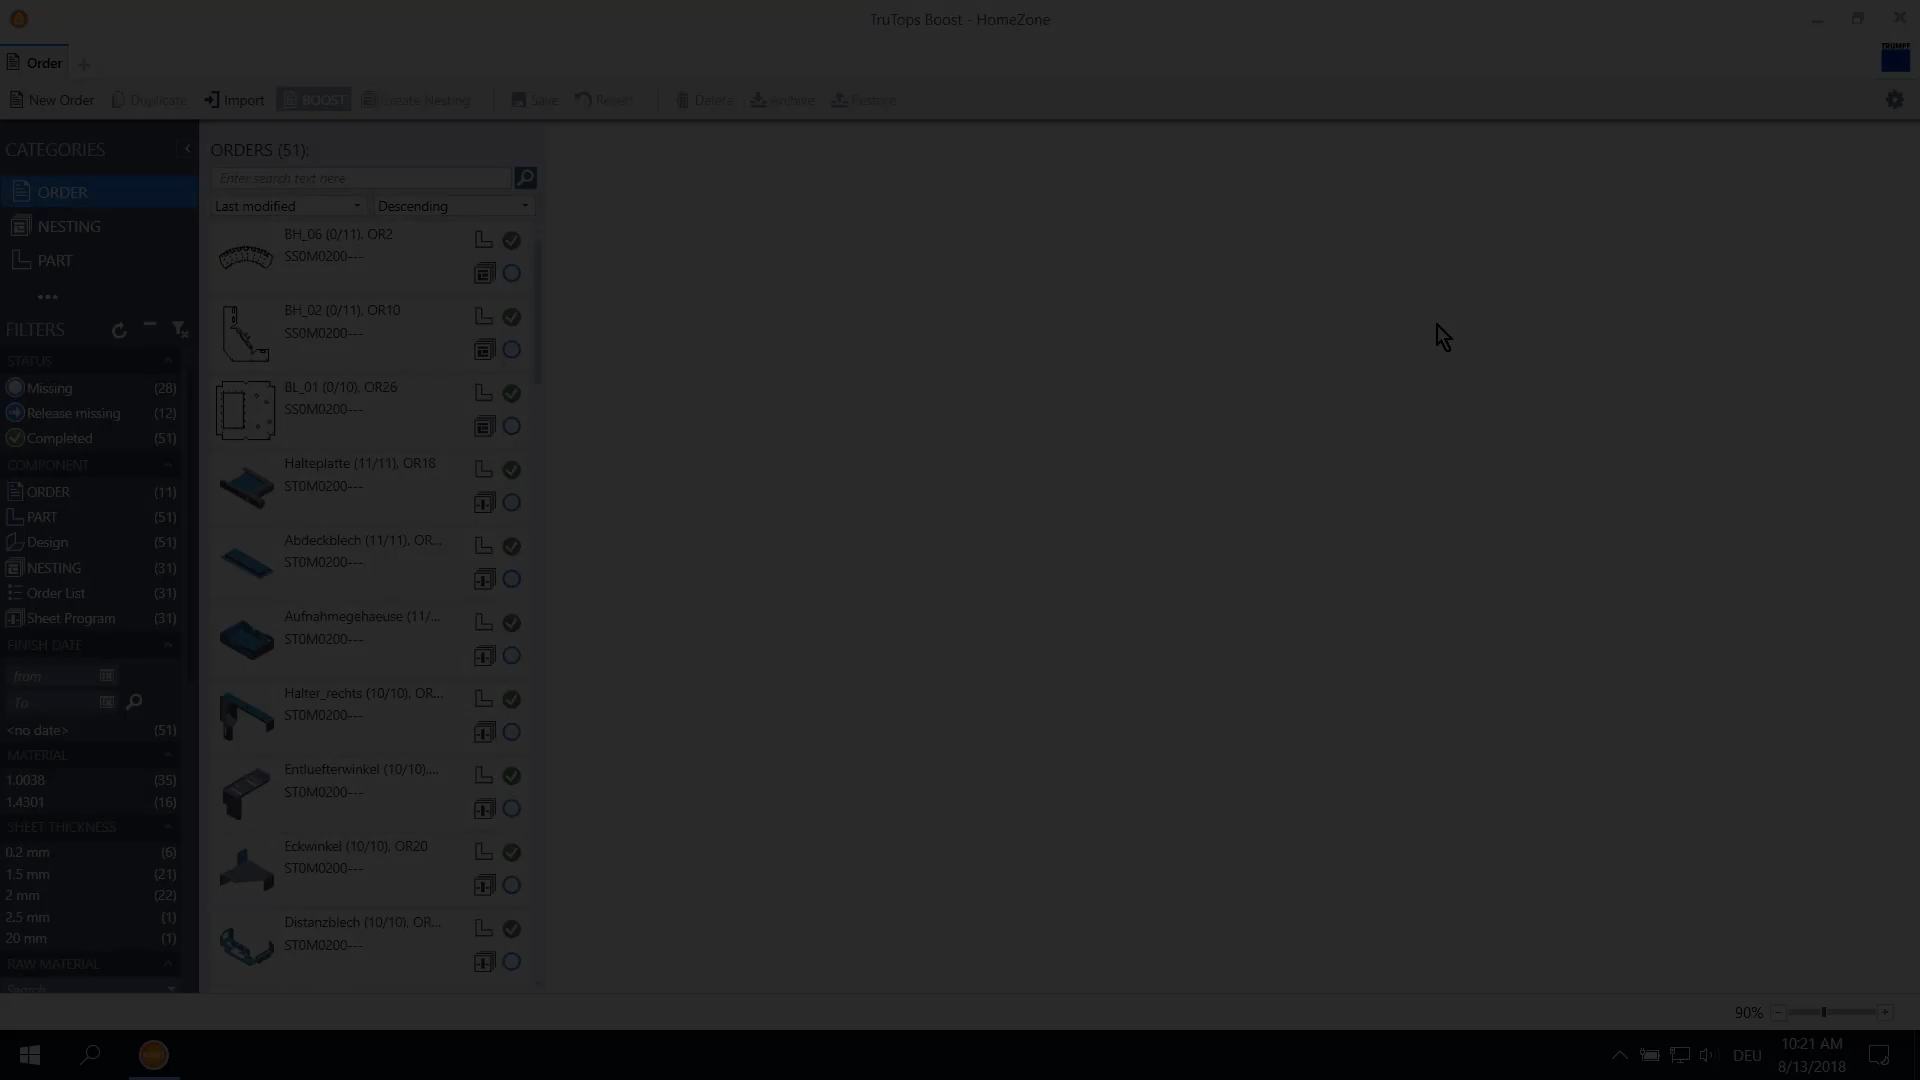 TruTops Boost - HomeZone
Order
TRUMPF
New Order
Duplicate
Import
BOOST
Create Nesting
Save
Revert
Delete
Archive
Restore
CATEGORIES
ORDER
NESTING
PART
FILTERS
STATUS
Missing (28)
Release missing (12)
Completed (51)
COMPONENT
ORDER (11)
PART (51)
Design (51)
NESTING (31)
Order List (31)
Sheet Program (31)
FINISH DATE
from
To
<no date> (51)
MATERIAL
1.0038 (35)
1.4301 (16)
SHEET THICKNESS
0.2 mm (6)
1.5 mm (21)
2 mm (22)
2.5 mm (1)
20 mm (1)
RAW MATERIAL
Search
ORDERS (51):
Enter search text here
Last modified
Descending
BH_06 (0/11), OR2
SS0M0200---
BH_02 (0/11), OR10
SS0M0200---
BL_01 (0/10), OR26
SS0M0200---
Halteplatte (11/11), OR18
ST0M0200---
Abdeckblech (11/11), OR...
ST0M0200---
Aufnahmegehaeuse (11/...
ST0M0200---
Halter_rechts (10/10), OR...
ST0M0200---
Entluefterwinkel (10/10),...
ST0M0200---
Eckwinkel (10/10), OR20
ST0M0200---
Distanzblech (10/10), OR...
ST0M0200---
90%
DEU
10:21 AM
8/13/2018